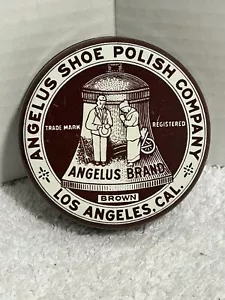 ANGELUS SHOE POLISH COMPANY
TRADE MARK
REGISTERED
ANGELUS BRAND
BROWN
LOS ANGELES, CAL.